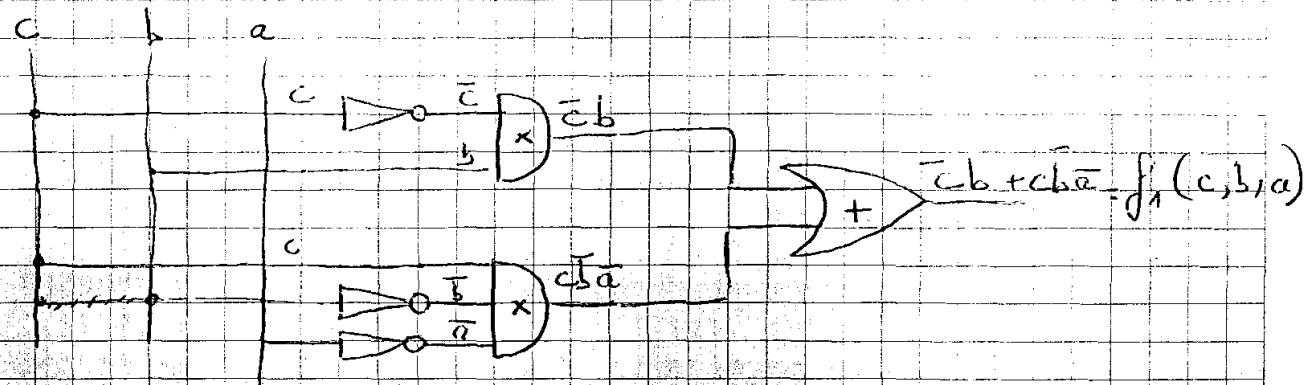 c b a
c c̄ c̄b
b
×
c̄b + cb̄ā = f₁(c,b,a)
+
c cb̄ā
b̄ ×
ā